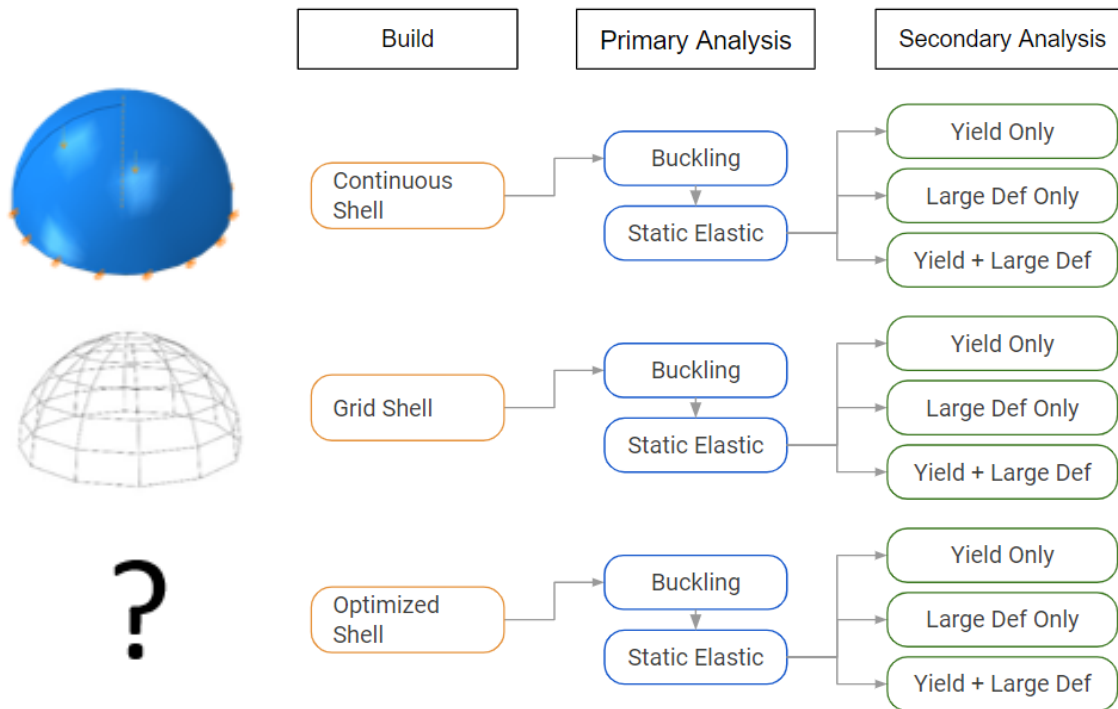 Build
Primary Analysis
Secondary Analysis
Continuous
Shell
Buckling
Static Elastic
Yield Only
Large Def Only
Yield + Large Def
Grid Shell
Buckling
Static Elastic
Yield Only
Large Def Only
Yield + Large Def
?
Optimized
Shell
Buckling
Static Elastic
Yield Only
Large Def Only
Yield + Large Def